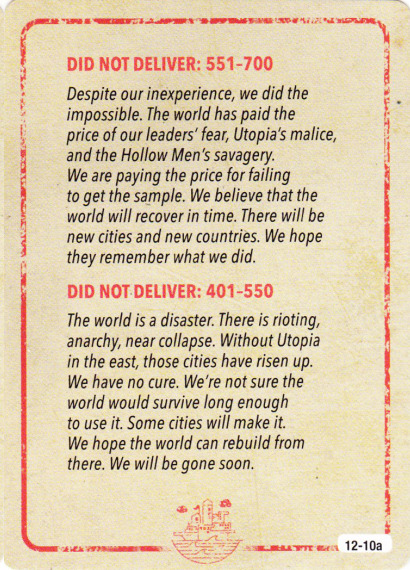 DID NOT DELIVER: 551–700
Despite our inexperience, we did the
impossible. The world has paid the
price of our leaders' fear, Utopia's malice,
and the Hollow Men's savagery.
We are paying the price for failing
to get the sample. We believe that the
world will recover in time. There will be
new cities and new countries. We hope
they remember what we did.
DID NOT DELIVER: 401–550
The world is a disaster. There is rioting,
anarchy, near collapse. Without Utopia
in the east, those cities have risen up.
We have no cure. We're not sure the
world would survive long enough
to use it. Some cities will make it.
We hope the world can rebuild from
there. We will be gone soon.
12-10a